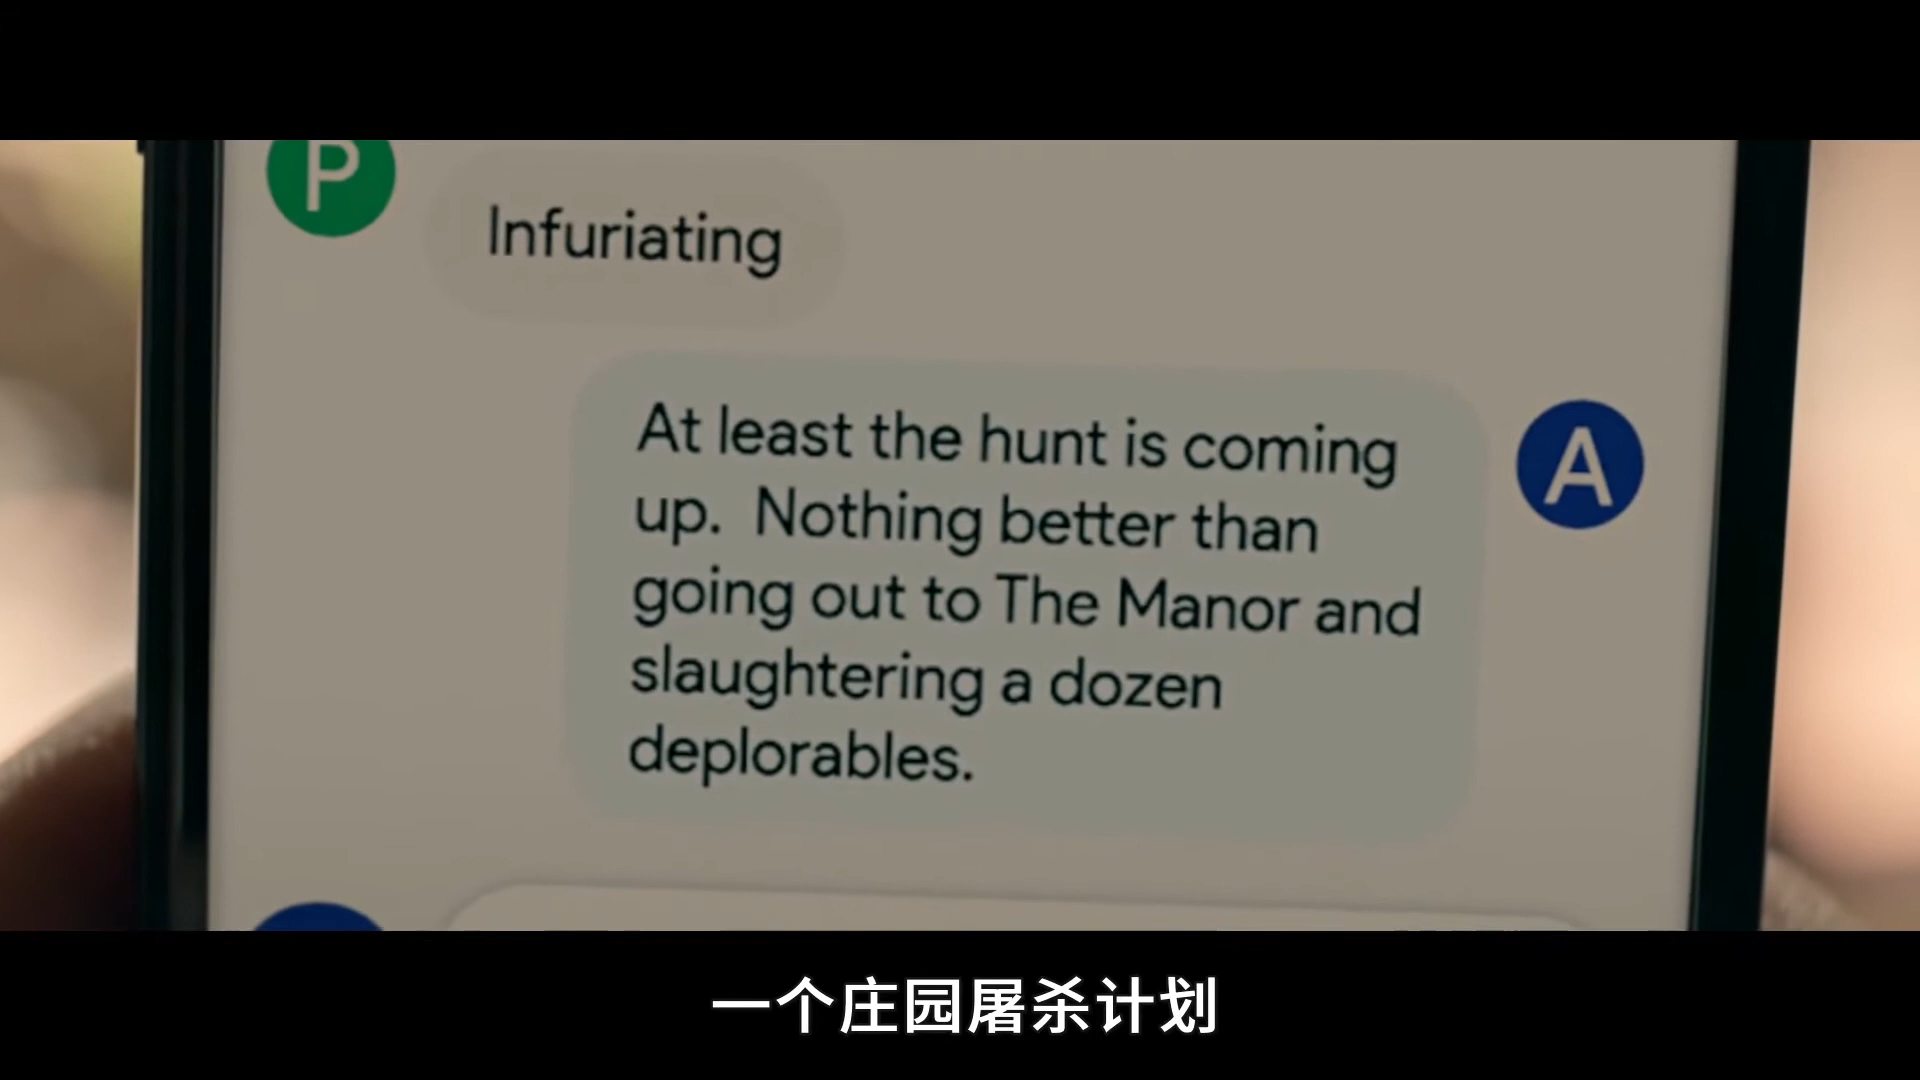 P
Infuriating
At least the hunt is coming
up. Nothing better than
going out to The Manor and
slaughtering a dozen
deplorables.
A
一个庄园屠杀计划